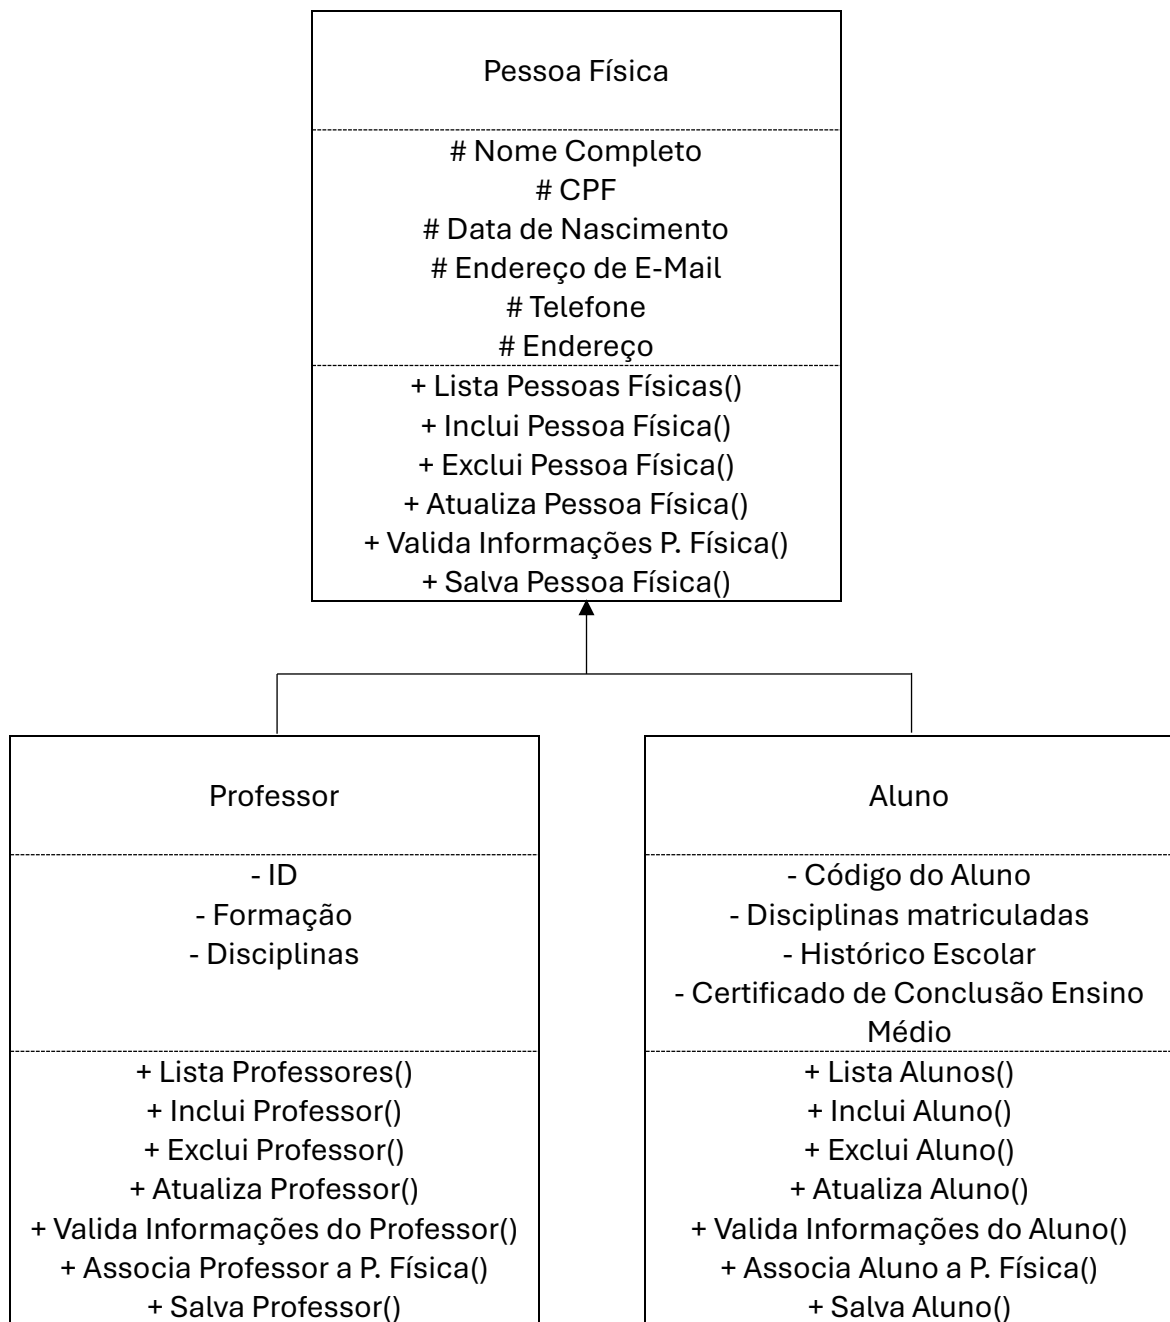 Pessoa Física
# Nome Completo
# CPF
# Data de Nascimento
# Endereço de E-Mail
# Telefone
# Endereço
+ Lista Pessoas Físicas()
+ Inclui Pessoa Física()
+ Exclui Pessoa Física()
+ Atualiza Pessoa Física()
+ Valida Informações P. Física()
+ Salva Pessoa Física()
Professor
- ID
- Formação
- Disciplinas
+ Lista Professores()
+ Inclui Professor()
+ Exclui Professor()
+ Atualiza Professor()
+ Valida Informações do Professor()
+ Associa Professor a P. Física()
+ Salva Professor()
Aluno
- Código do Aluno
- Disciplinas matriculadas
- Histórico Escolar
- Certificado de Conclusão Ensino
Médio
+ Lista Alunos()
+ Inclui Aluno()
+ Exclui Aluno()
+ Atualiza Aluno()
+ Valida Informações do Aluno()
+ Associa Aluno a P. Física()
+ Salva Aluno()